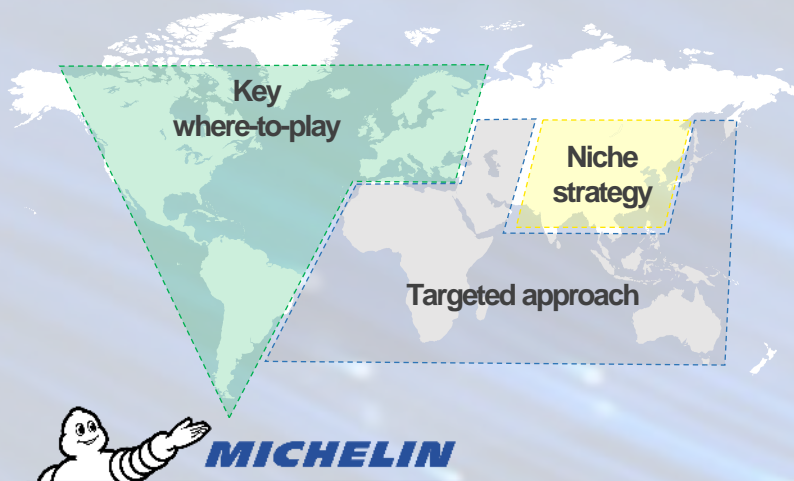 Key
where-to-play
Niche
strategy
Targeted approach
MICHELIN